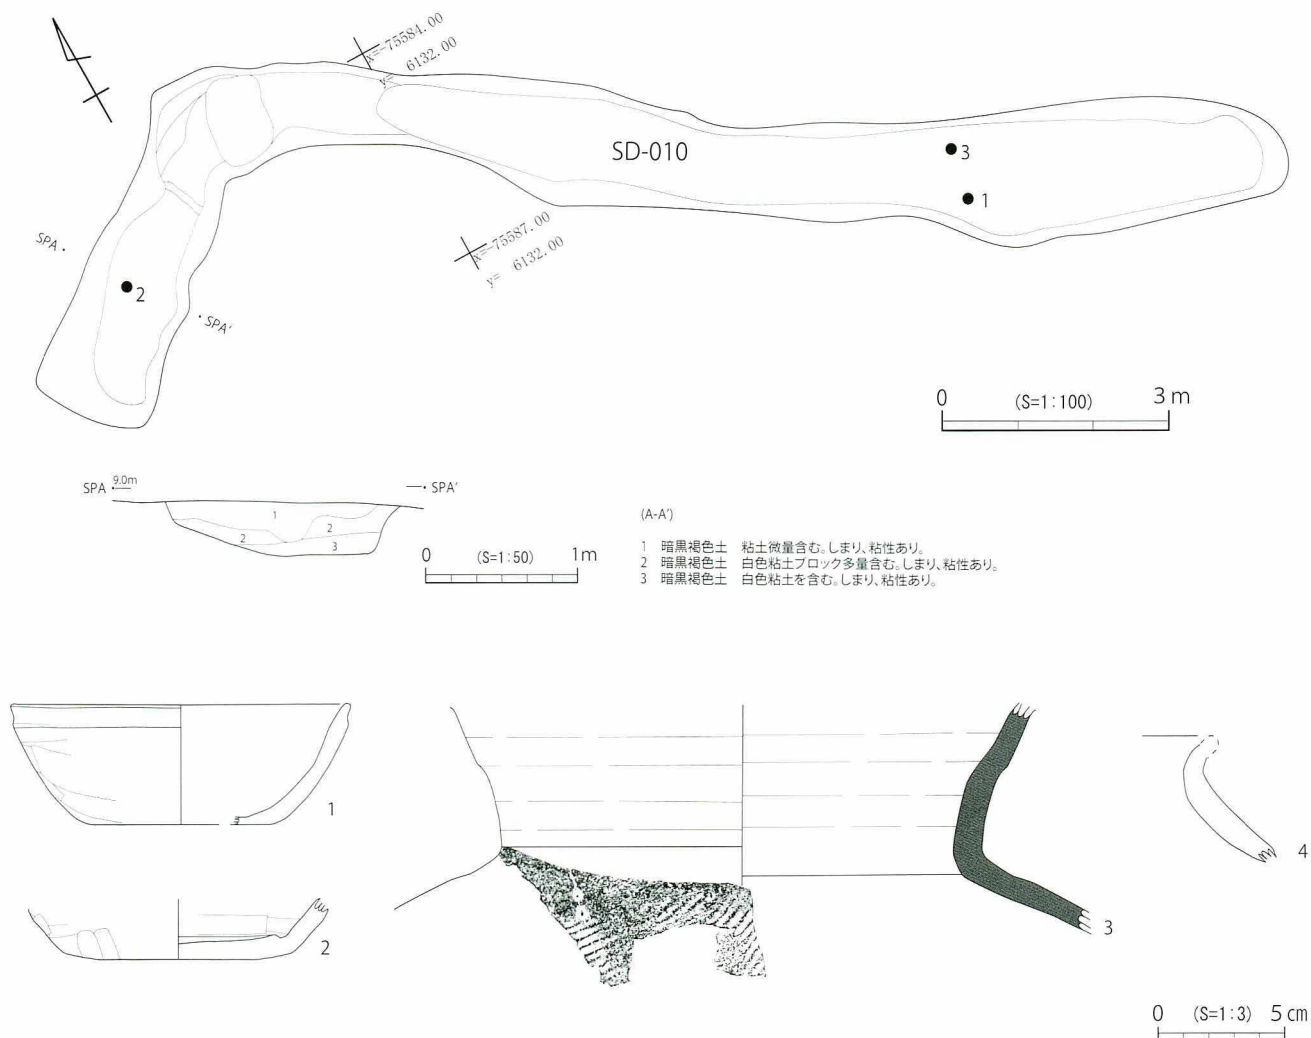 x=-75584.00
y= 6132.00
SD-010
3
1
x=-75587.00
y= 6132.00
SPA
2
SPA'
0 (S=1:100) 3m
SPA 9.0m SPA'
1
2
2
3
0 (S=1:50) 1m
(A-A')
1 暗黒褐色土 粘土微量含む。しまり、粘性あり。
2 暗黒褐色土 白色粘土ブロック多量含む。しまり、粘性あり。
3 暗黒褐色土 白色粘土を含む。しまり、粘性あり。
1
2
3
4
0 (S=1:3) 5cm